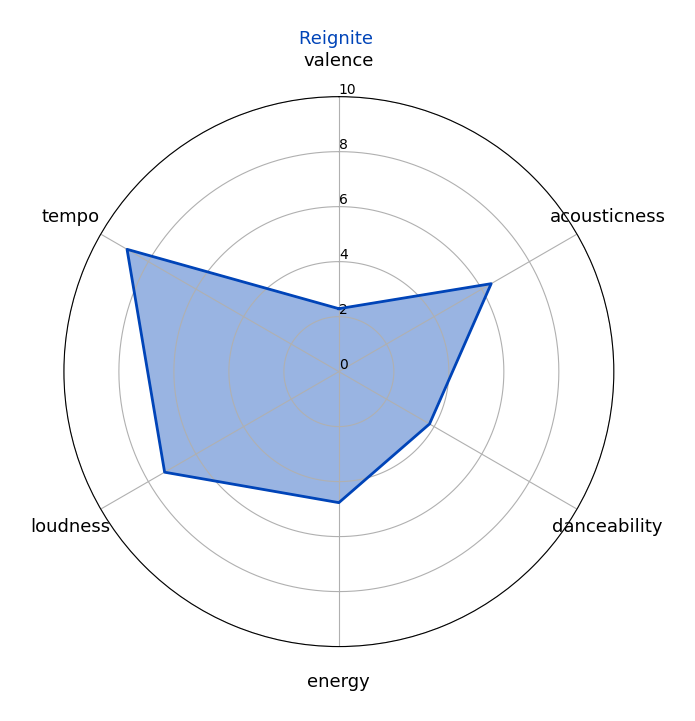 Reignite
valence
10
8
6
4
2
0
tempo
acousticness
loudness
danceability
energy